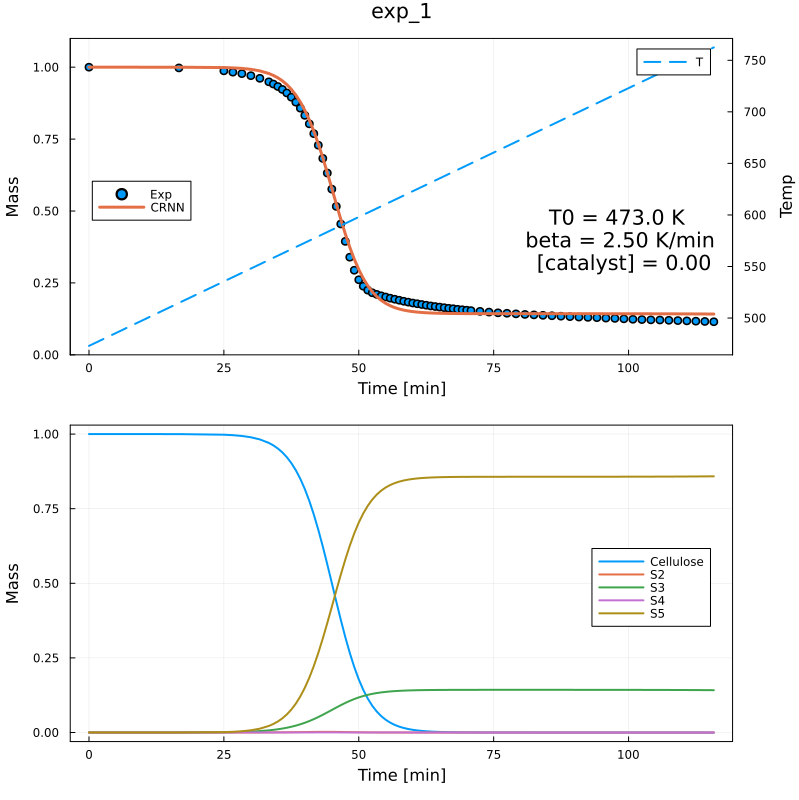 exp_1
1.00
0.75
0.50
0.25
0.00
Mass
0
25
50
75
100
Time [min]
750
700
650
600
550
500
Temp
T
Exp
CRNN
T0 = 473.0 K
beta = 2.50 K/min
[catalyst] = 0.00
1.00
0.75
0.50
0.25
0.00
Mass
0
25
50
75
100
Time [min]
Cellulose
S2
S3
S4
S5